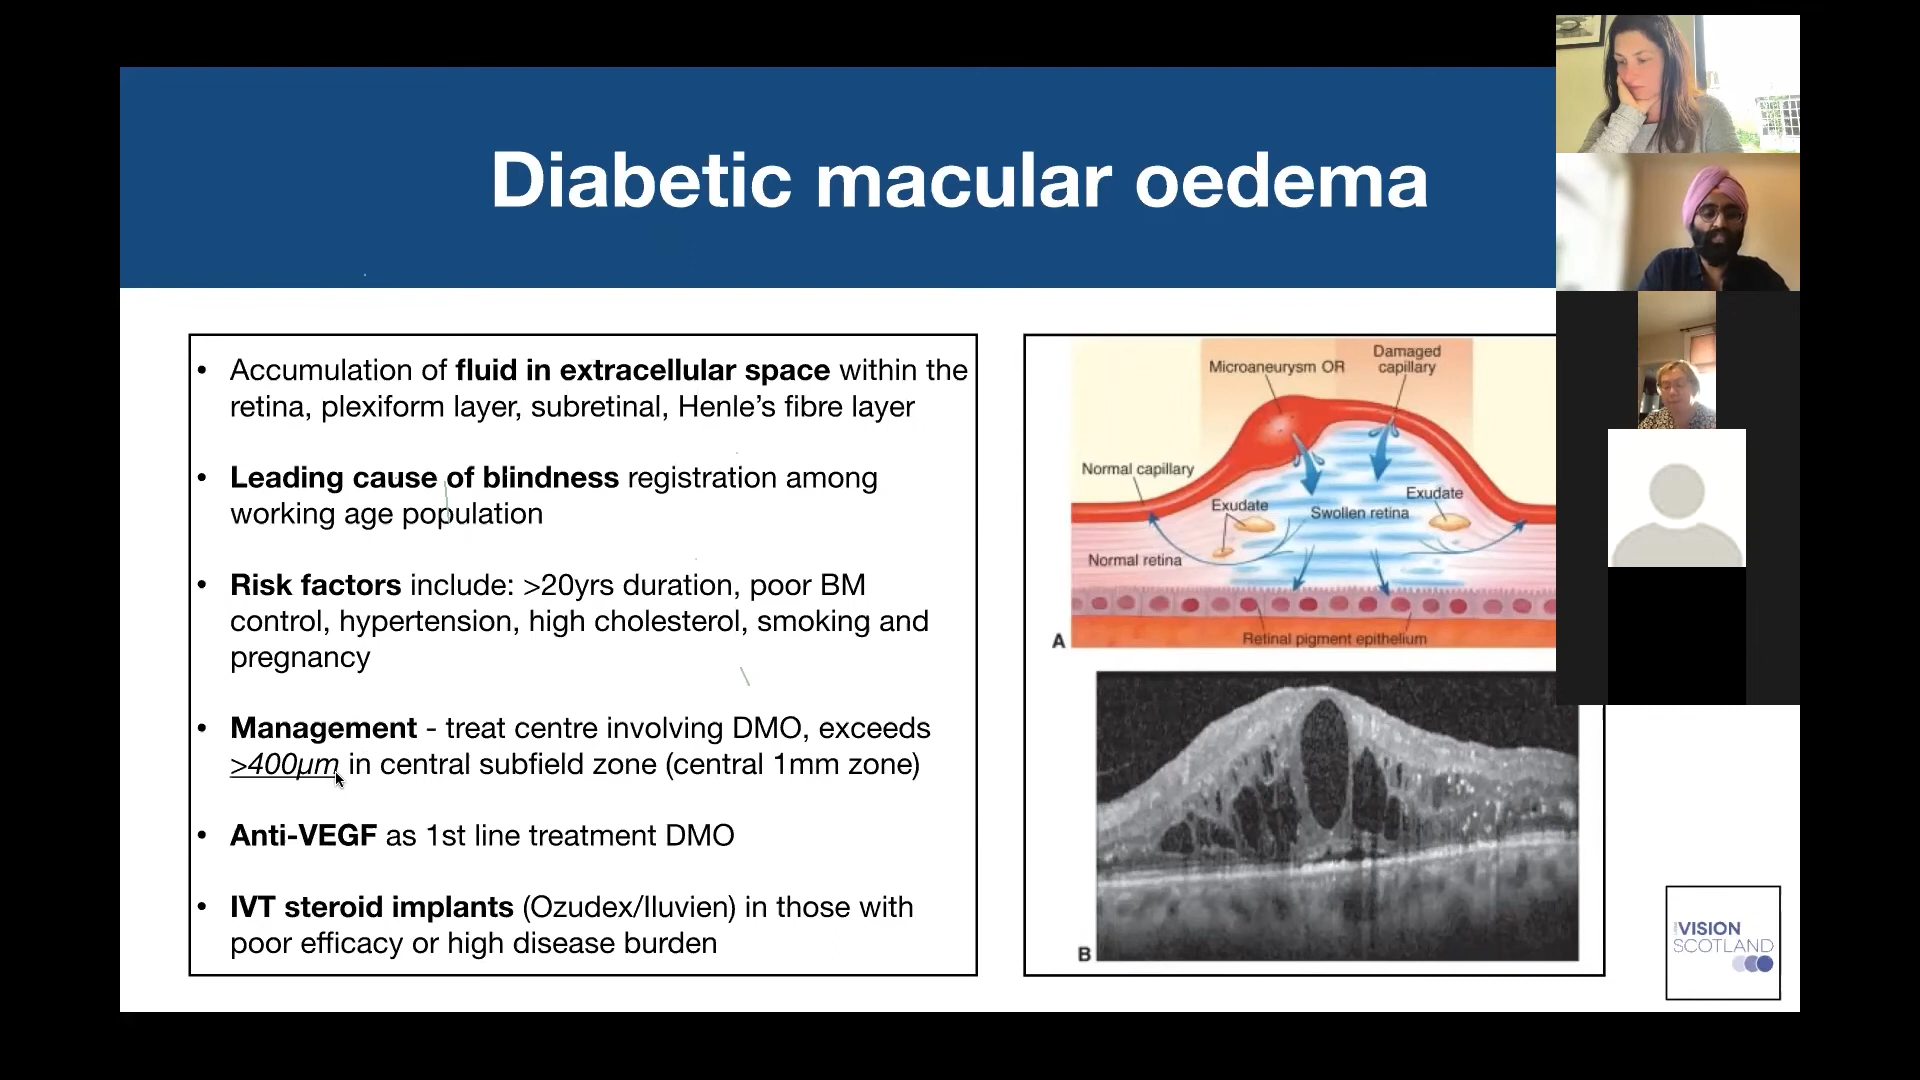 Diabetic macular oedema
• Accumulation of fluid in extracellular space within the
retina, plexiform layer, subretinal, Henle’s fibre layer
• Leading cause of blindness registration among
working age population
• Risk factors include: >20yrs duration, poor BM
control, hypertension, high cholesterol, smoking and
pregnancy
• Management - treat centre involving DMO, exceeds
>400µm in central subfield zone (central 1mm zone)
• Anti-VEGF as 1st line treatment DMO
• IVT steroid implants (Ozudex/Iluvien) in those with
poor efficacy or high disease burden
Microaneurysm OR
Damaged
capillary
Normal capillary
Exudate
Exudate
Swollen retina
Normal retina
Retinal pigment epithelium
A
B
VISION
SCOTLAND